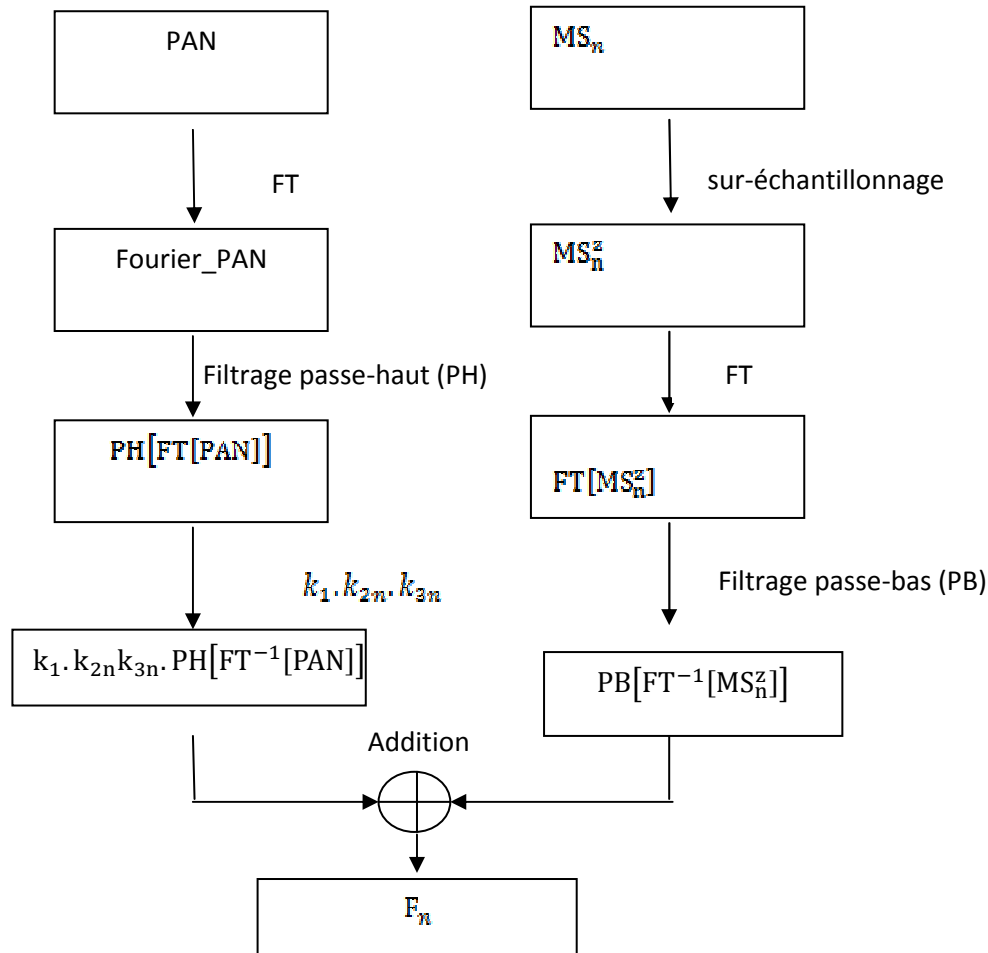 PAN
MSₙ
FT
sur-échantillonnage
Fourier_PAN
MSₙᶻ
Filtrage passe-haut (PH)
FT
PH[FT[PAN]]
FT[MSₙᶻ]
k₁.k₂ₙ.k₃ₙ
Filtrage passe-bas (PB)
k₁.k₂ₙk₃ₙ.PH[FT⁻¹[PAN]]
PB[FT⁻¹[MSₙᶻ]]
Addition
Fₙ